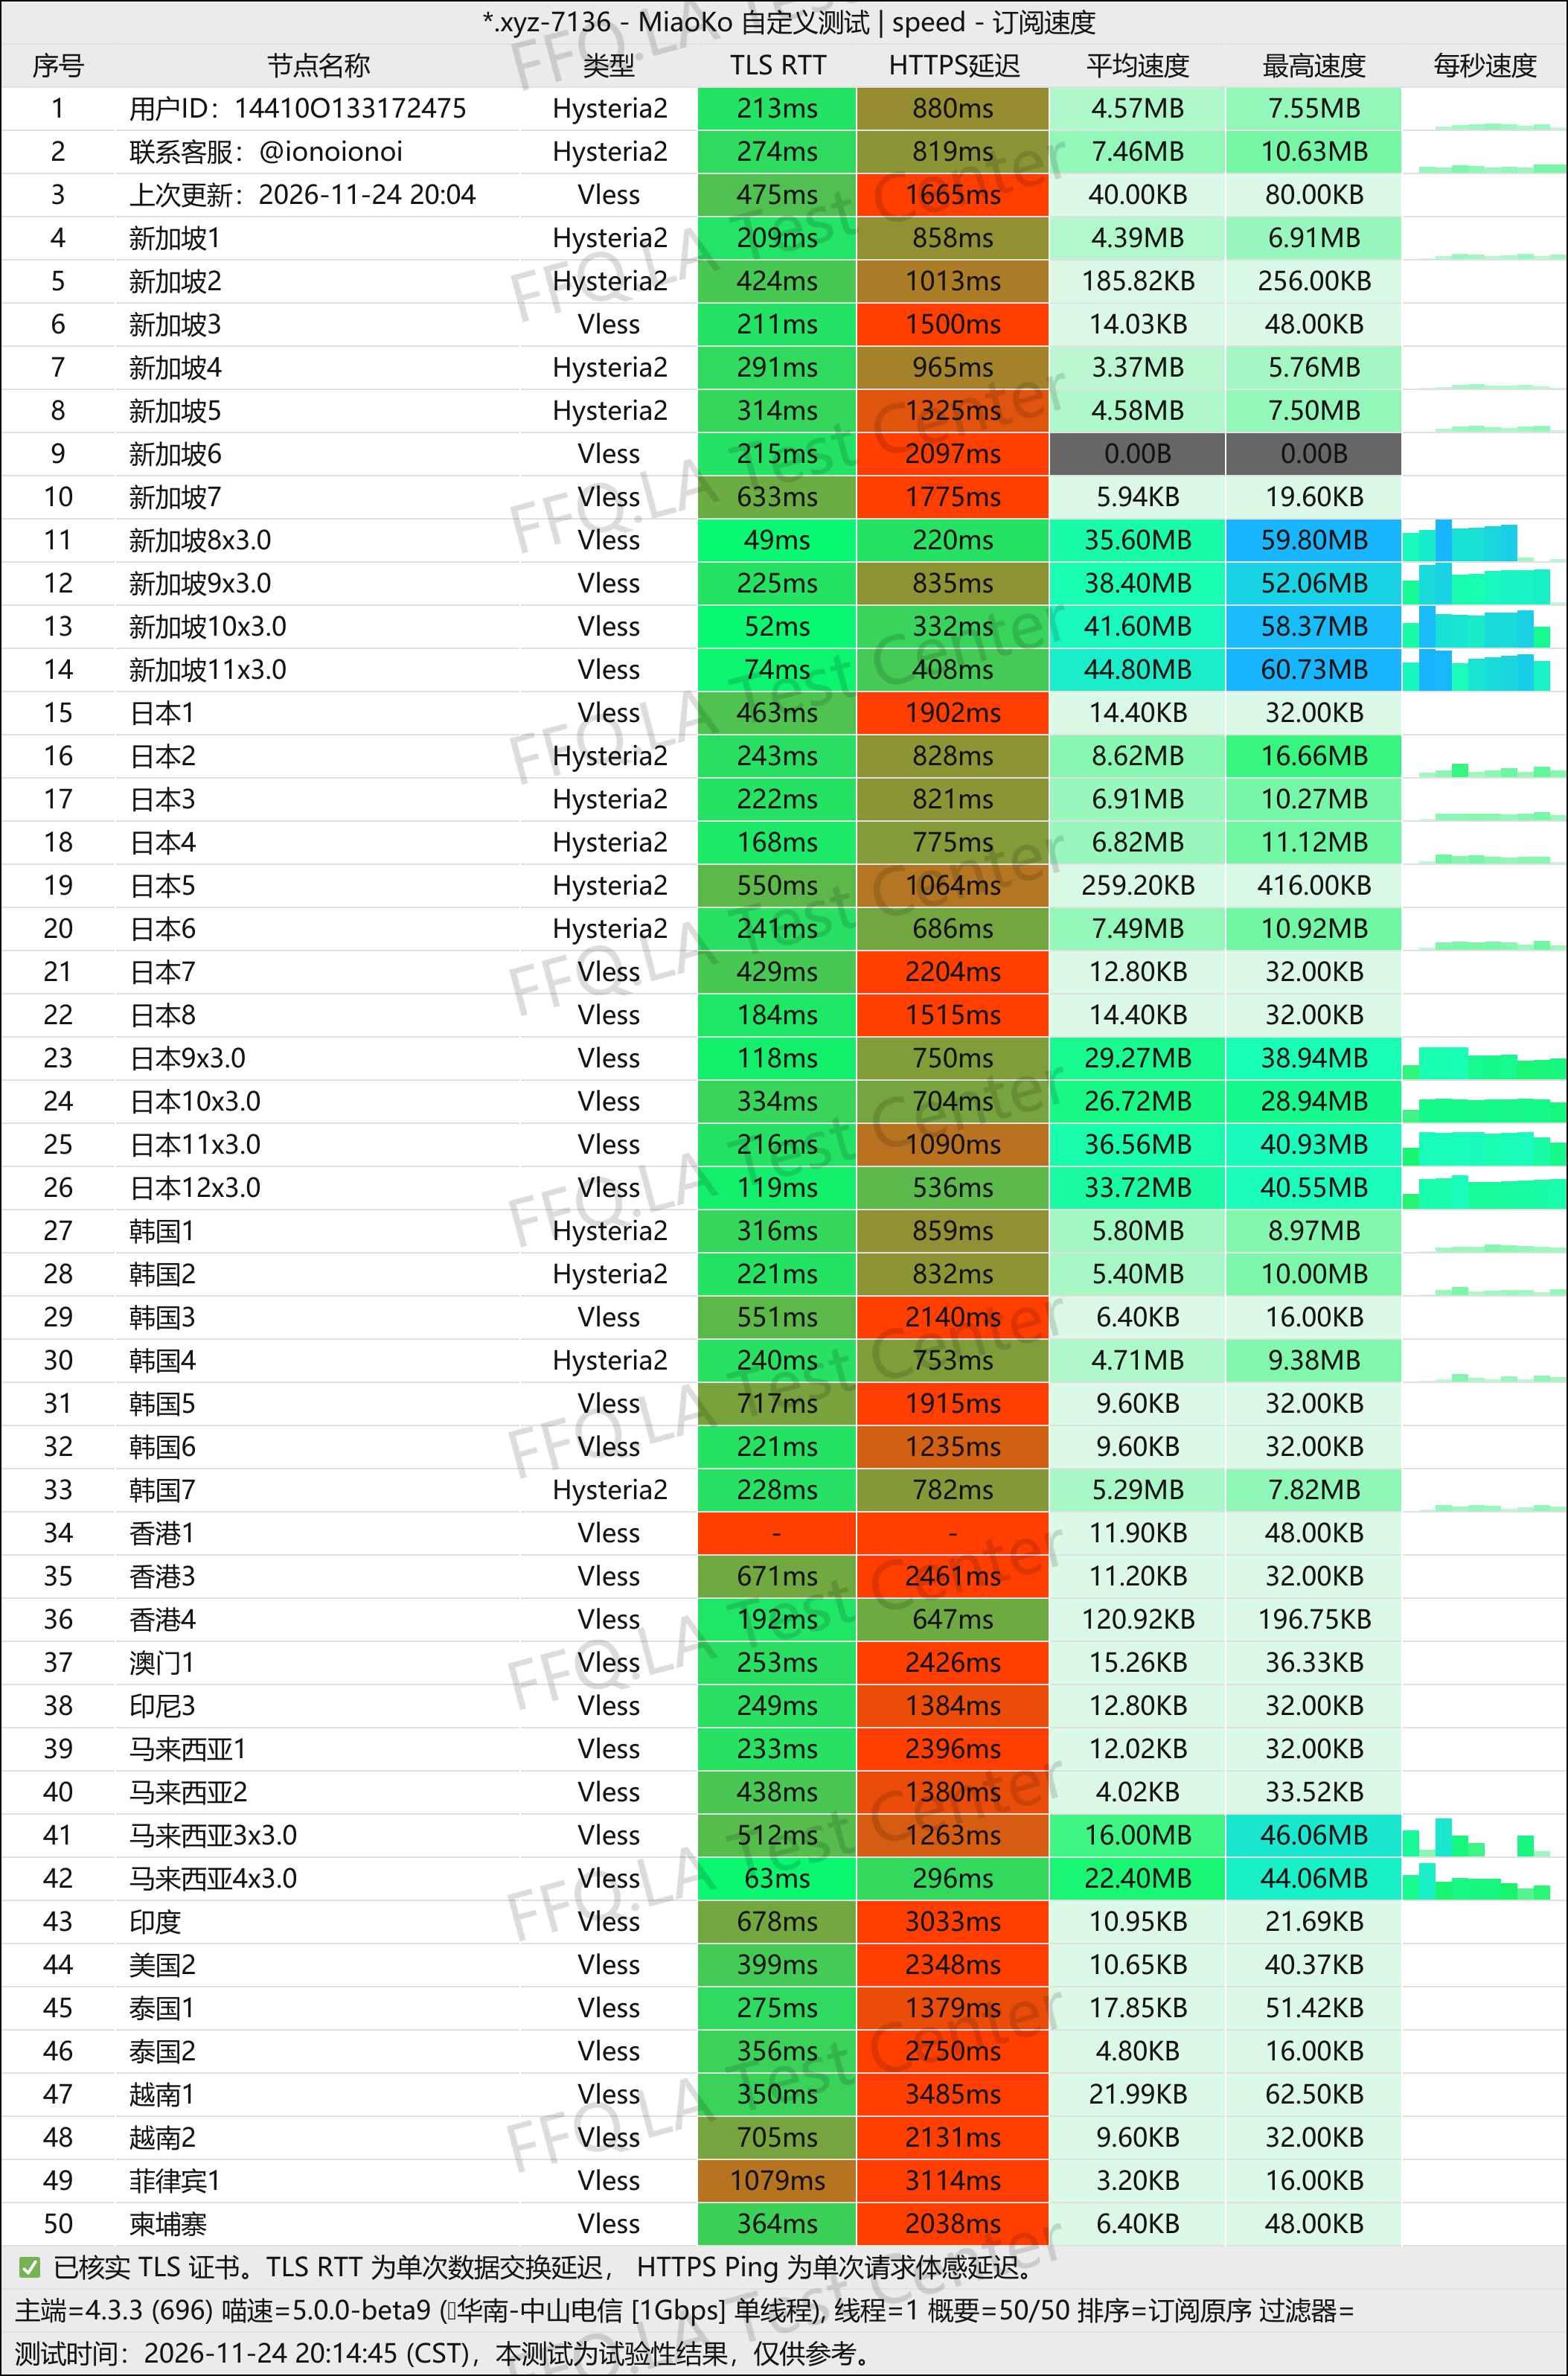 *.xyz-7136 - MiaoKo 自定义测试 | speed - 订阅速度
序号 节点名称 类型 TLS RTT HTTPS延迟 平均速度 最高速度 每秒速度
1 用户ID：14410O133172475 Hysteria2 213ms 880ms 4.57MB 7.55MB
2 联系客服：@ionoionoi Hysteria2 274ms 819ms 7.46MB 10.63MB
3 上次更新：2026-11-24 20:04 Vless 475ms 1665ms 40.00KB 80.00KB
4 新加坡1 Hysteria2 209ms 858ms 4.39MB 6.91MB
5 新加坡2 Hysteria2 424ms 1013ms 185.82KB 256.00KB
6 新加坡3 Vless 211ms 1500ms 14.03KB 48.00KB
7 新加坡4 Hysteria2 291ms 965ms 3.37MB 5.76MB
8 新加坡5 Hysteria2 314ms 1325ms 4.58MB 7.50MB
9 新加坡6 Vless 215ms 2097ms 0.00B 0.00B
10 新加坡7 Vless 633ms 1775ms 5.94KB 19.60KB
11 新加坡8x3.0 Vless 49ms 220ms 35.60MB 59.80MB
12 新加坡9x3.0 Vless 225ms 835ms 38.40MB 52.06MB
13 新加坡10x3.0 Vless 52ms 332ms 41.60MB 58.37MB
14 新加坡11x3.0 Vless 74ms 408ms 44.80MB 60.73MB
15 日本1 Vless 463ms 1902ms 14.40KB 32.00KB
16 日本2 Hysteria2 243ms 828ms 8.62MB 16.66MB
17 日本3 Hysteria2 222ms 821ms 6.91MB 10.27MB
18 日本4 Hysteria2 168ms 775ms 6.82MB 11.12MB
19 日本5 Hysteria2 550ms 1064ms 259.20KB 416.00KB
20 日本6 Hysteria2 241ms 686ms 7.49MB 10.92MB
21 日本7 Vless 429ms 2204ms 12.80KB 32.00KB
22 日本8 Vless 184ms 1515ms 14.40KB 32.00KB
23 日本9x3.0 Vless 118ms 750ms 29.27MB 38.94MB
24 日本10x3.0 Vless 334ms 704ms 26.72MB 28.94MB
25 日本11x3.0 Vless 216ms 1090ms 36.56MB 40.93MB
26 日本12x3.0 Vless 119ms 536ms 33.72MB 40.55MB
27 韩国1 Hysteria2 316ms 859ms 5.80MB 8.97MB
28 韩国2 Hysteria2 221ms 832ms 5.40MB 10.00MB
29 韩国3 Vless 551ms 2140ms 6.40KB 16.00KB
30 韩国4 Hysteria2 240ms 753ms 4.71MB 9.38MB
31 韩国5 Vless 717ms 1915ms 9.60KB 32.00KB
32 韩国6 Vless 221ms 1235ms 9.60KB 32.00KB
33 韩国7 Hysteria2 228ms 782ms 5.29MB 7.82MB
34 香港1 Vless - - 11.90KB 48.00KB
35 香港3 Vless 671ms 2461ms 11.20KB 32.00KB
36 香港4 Vless 192ms 647ms 120.92KB 196.75KB
37 澳门1 Vless 253ms 2426ms 15.26KB 36.33KB
38 印尼3 Vless 249ms 1384ms 12.80KB 32.00KB
39 马来西亚1 Vless 233ms 2396ms 12.02KB 32.00KB
40 马来西亚2 Vless 438ms 1380ms 4.02KB 33.52KB
41 马来西亚3x3.0 Vless 512ms 1263ms 16.00MB 46.06MB
42 马来西亚4x3.0 Vless 63ms 296ms 22.40MB 44.06MB
43 印度 Vless 678ms 3033ms 10.95KB 21.69KB
44 美国2 Vless 399ms 2348ms 10.65KB 40.37KB
45 泰国1 Vless 275ms 1379ms 17.85KB 51.42KB
46 泰国2 Vless 356ms 2750ms 4.80KB 16.00KB
47 越南1 Vless 350ms 3485ms 21.99KB 62.50KB
48 越南2 Vless 705ms 2131ms 9.60KB 32.00KB
49 菲律宾1 Vless 1079ms 3114ms 3.20KB 16.00KB
50 柬埔寨 Vless 364ms 2038ms 6.40KB 48.00KB
✅ 已核实 TLS 证书。TLS RTT 为单次数据交换延迟， HTTPS Ping 为单次请求体感延迟。
主端=4.3.3 (696) 喵速=5.0.0-beta9 (华南-中山电信 [1Gbps] 单线程), 线程=1 概要=50/50 排序=订阅原序 过滤器=
测试时间：2026-11-24 20:14:45 (CST)，本测试为试验性结果，仅供参考。
FFQ.LA Test Center